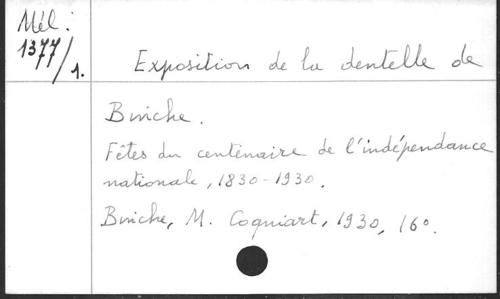 Mél.
1377/1.
Exposition de la dentelle de
Binche.
Fêtes du centenaire de l'indépendance
nationale, 1830-1930.
Binche, M. Cogniart, 1930, 16°.